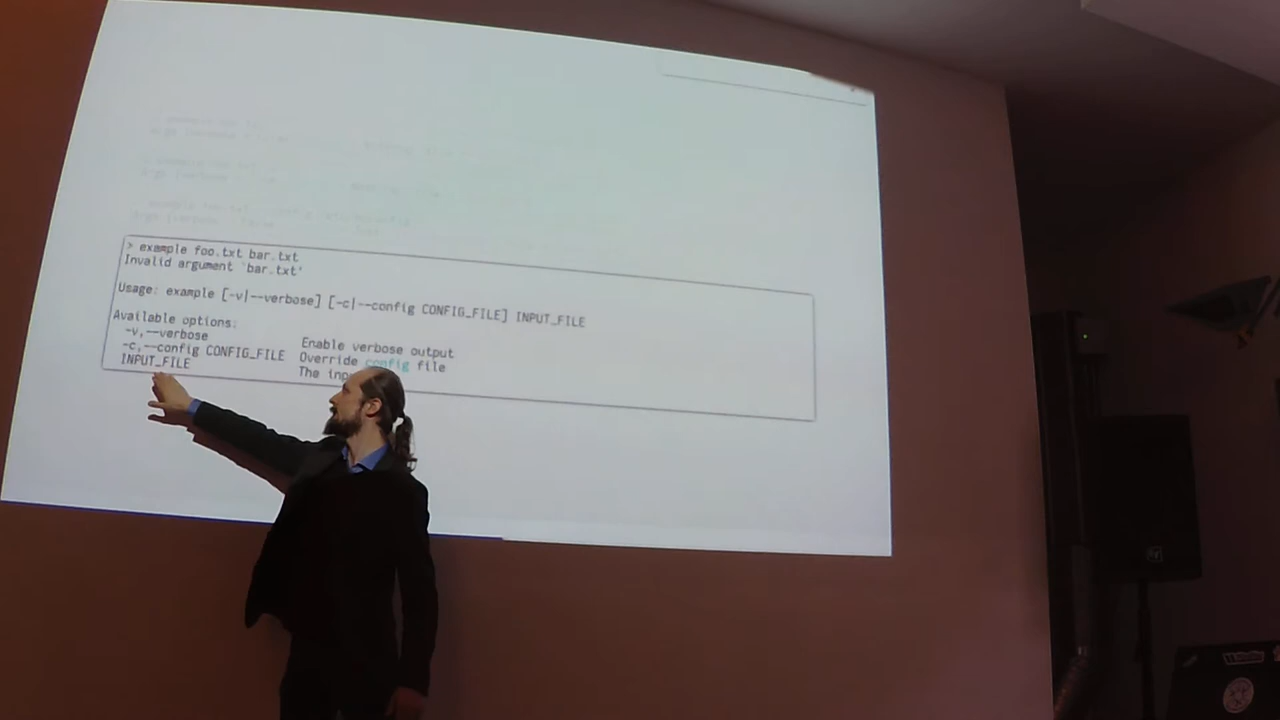 > example foo.txt bar.txt
Invalid argument `bar.txt'
Usage: example [-v|--verbose] [-c|--config CONFIG_FILE] INPUT_FILE
Available options:
-v,--verbose Enable verbose output
-c,--config CONFIG_FILE Override config file
INPUT_FILE The